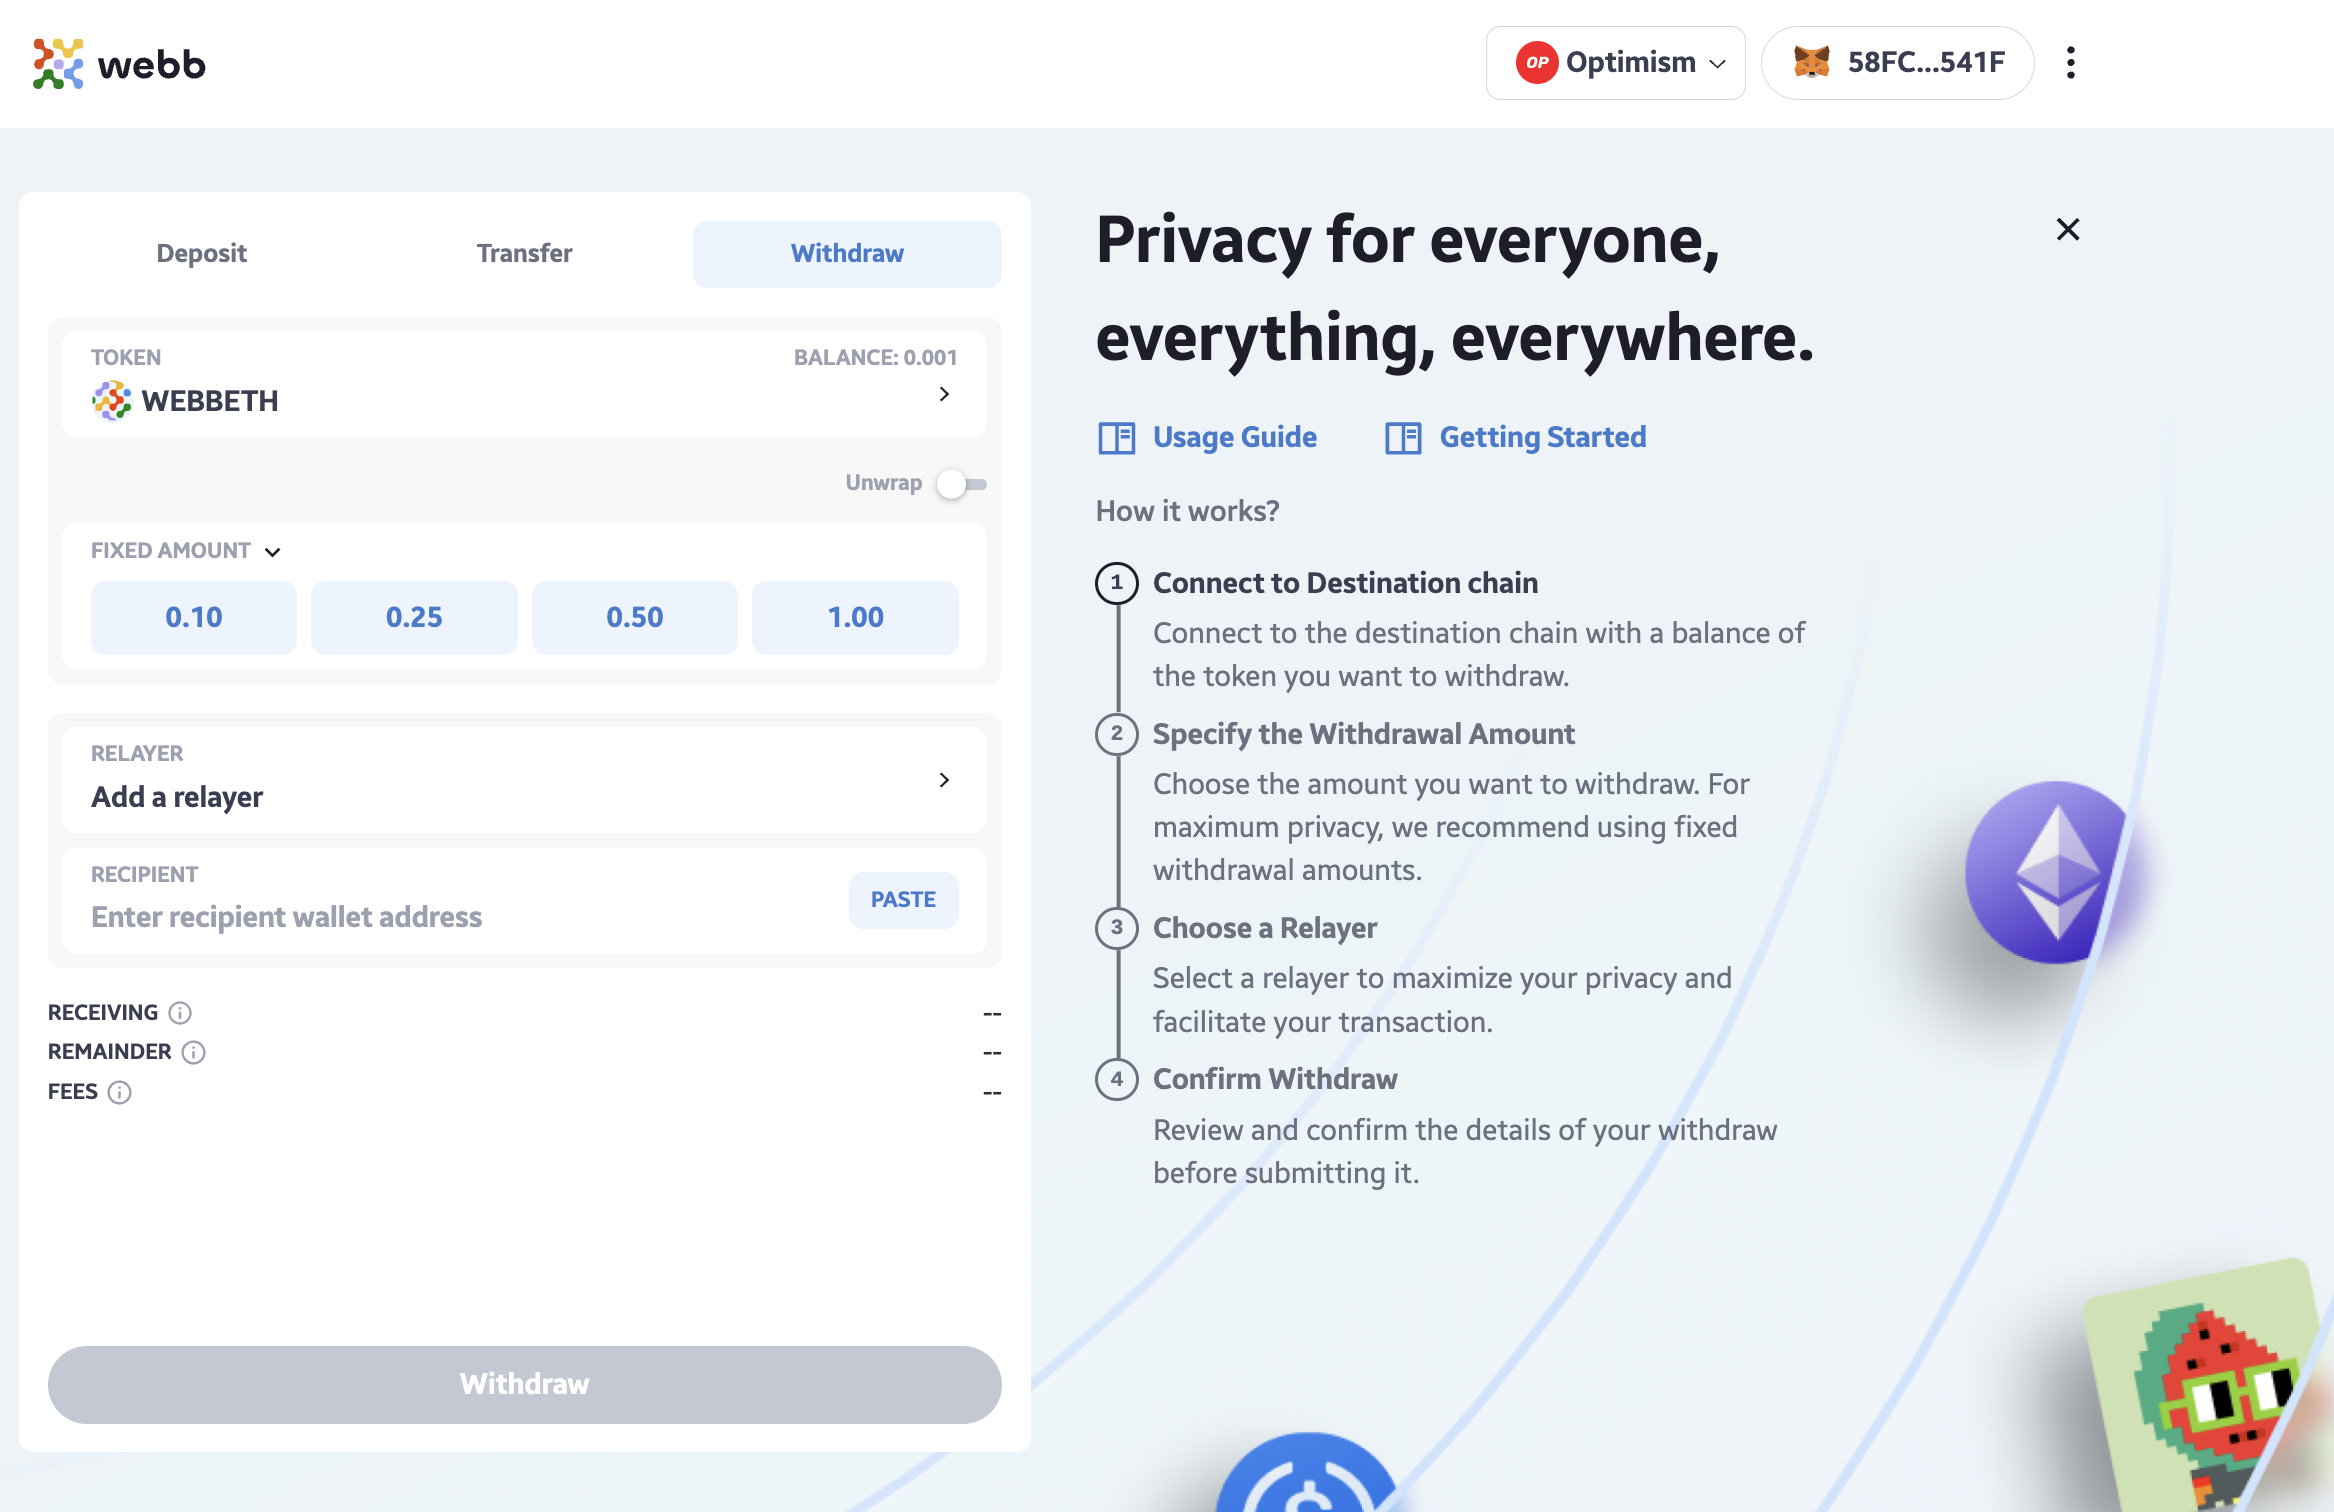 webb
OP Optimism
58FC...541F
Deposit
Transfer
Withdraw
TOKEN
BALANCE: 0.001
WEBBETH
Unwrap
FIXED AMOUNT
0.10
0.25
0.50
1.00
RELAYER
Add a relayer
RECIPIENT
Enter recipient wallet address
PASTE
RECEIVING
--
REMAINDER
--
FEES
--
Withdraw
Privacy for everyone,
everything, everywhere.
Usage Guide
Getting Started
How it works?
1 Connect to Destination chain
Connect to the destination chain with a balance of
the token you want to withdraw.
2 Specify the Withdrawal Amount
Choose the amount you want to withdraw. For
maximum privacy, we recommend using fixed
withdrawal amounts.
3 Choose a Relayer
Select a relayer to maximize your privacy and
facilitate your transaction.
4 Confirm Withdraw
Review and confirm the details of your withdraw
before submitting it.